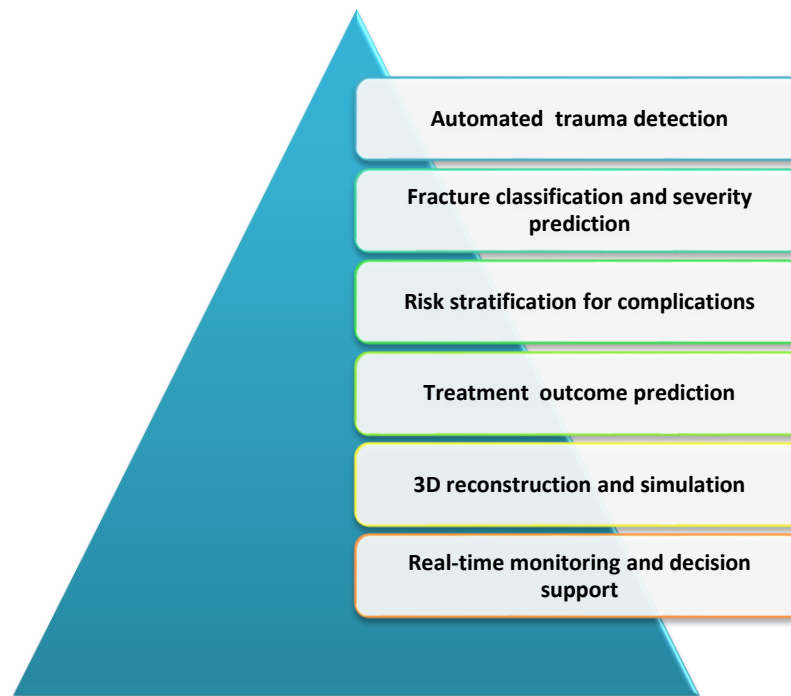 Automated trauma detection
Fracture classification and severity
prediction
Risk stratification for complications
Treatment outcome prediction
3D reconstruction and simulation
Real-time monitoring and decision
support